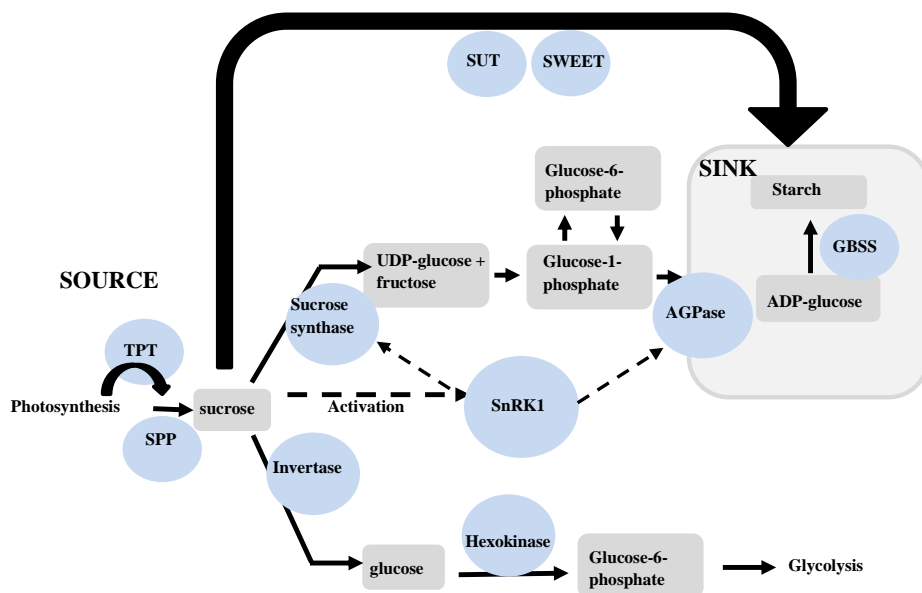 SUT
SWEET
SINK
Glucose-6-
phosphate
Starch
GBSS
UDP-glucose +
fructose
Glucose-1-
phosphate
SOURCE
ADP-glucose
Sucrose
synthase
AGPase
TPT
Photosynthesis
sucrose
Activation
SnRK1
SPP
Invertase
Hexokinase
glucose
Glucose-6-
phosphate
Glycolysis